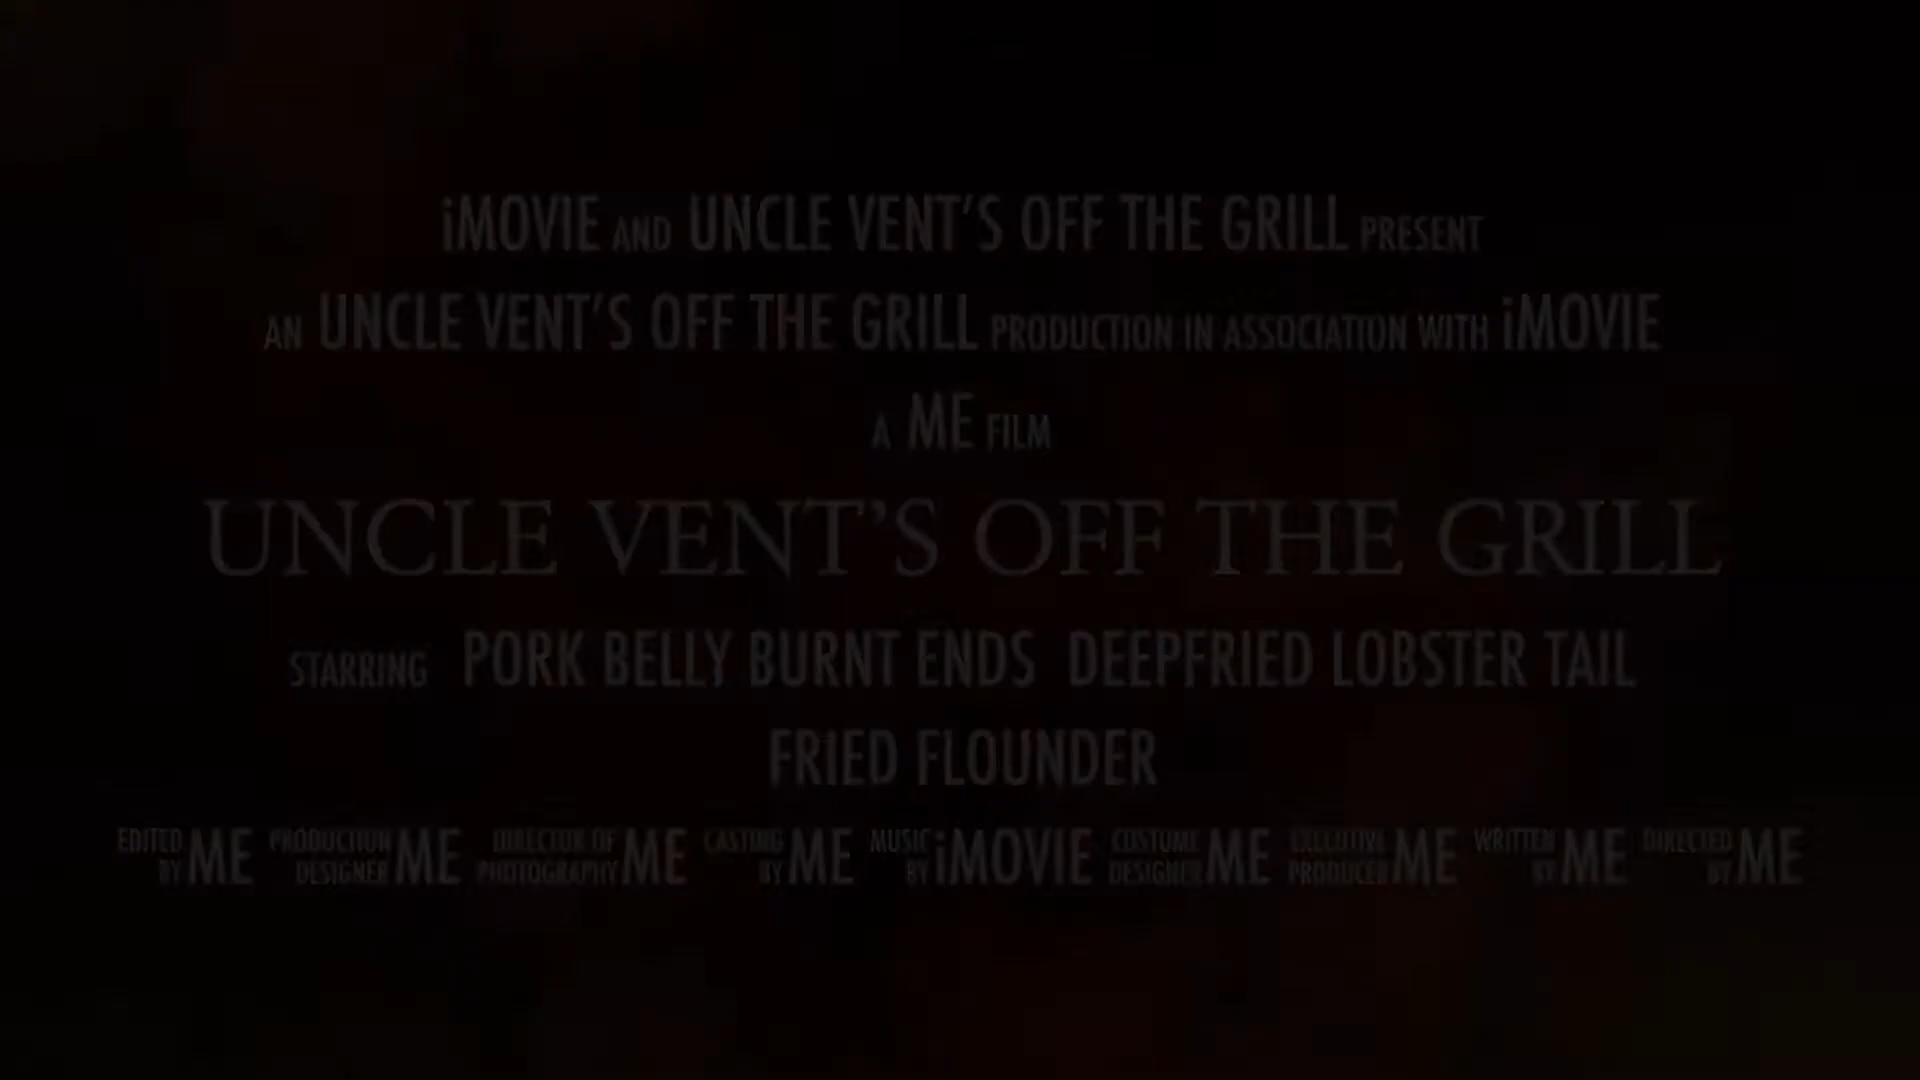 iMOVIE AND UNCLE VENT'S OFF THE GRILL PRESENT
AN UNCLE VENT'S OFF THE GRILL PRODUCTION IN ASSOCIATION WITH iMOVIE
A ME FILM
UNCLE VENT'S OFF THE GRILL
STARRING PORK BELLY BURNT ENDS DEEPFRIED LOBSTER TAIL
FRIED FLOUNDER
EDITED BY ME PRODUCTION DESIGNER ME DIRECTOR OF PHOTOGRAPHY ME CASTING BY ME MUSIC BY iMOVIE COSTUME DESIGNER ME EXECUTIVE PRODUCER ME WRITTEN BY ME DIRECTED BY ME